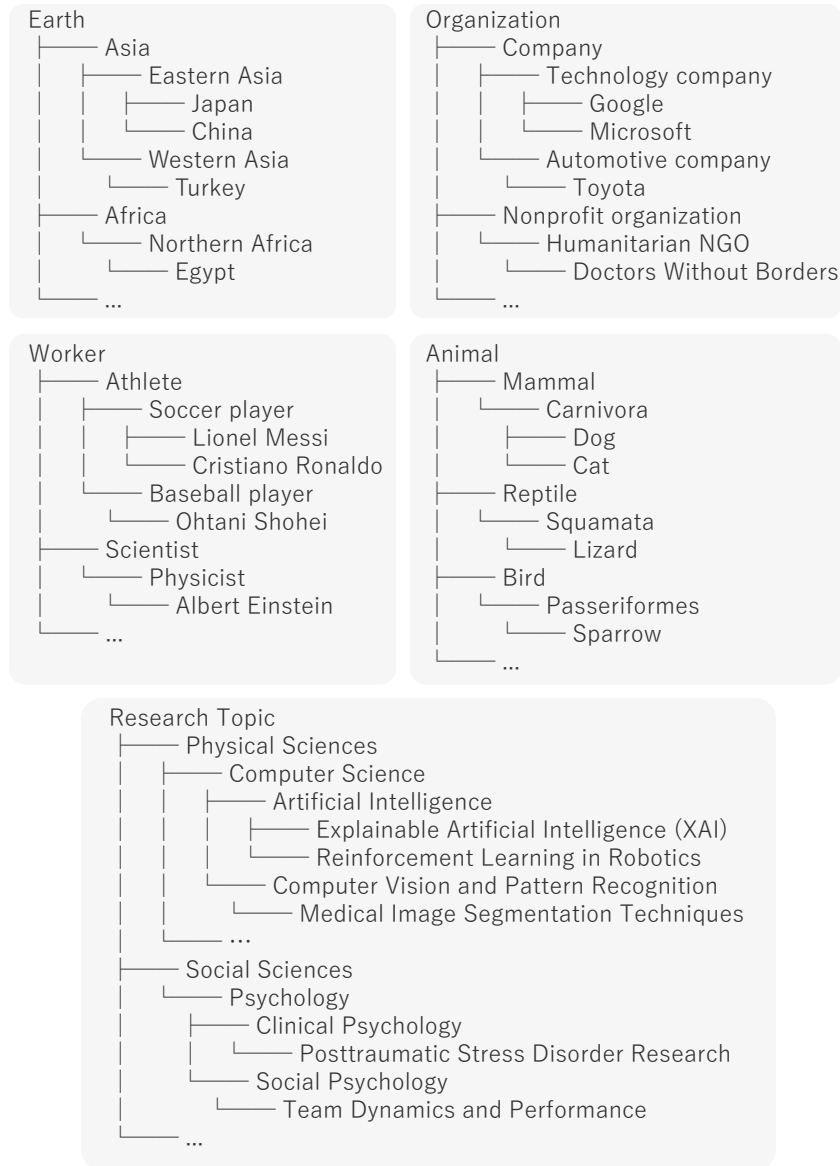 Earth
Asia
Eastern Asia
Japan
China
Western Asia
Turkey
Africa
Northern Africa
Egypt
...
Organization
Company
Technology company
Google
Microsoft
Automotive company
Toyota
Nonprofit organization
Humanitarian NGO
Doctors Without Borders
...
Worker
Athlete
Soccer player
Lionel Messi
Cristiano Ronaldo
Baseball player
Ohtani Shohei
Scientist
Physicist
Albert Einstein
...
Animal
Mammal
Carnivora
Dog
Cat
Reptile
Squamata
Lizard
Bird
Passeriformes
Sparrow
...
Research Topic
Physical Sciences
Computer Science
Artificial Intelligence
Explainable Artificial Intelligence (XAI)
Reinforcement Learning in Robotics
Computer Vision and Pattern Recognition
Medical Image Segmentation Techniques
…
Social Sciences
Psychology
Clinical Psychology
Posttraumatic Stress Disorder Research
Social Psychology
Team Dynamics and Performance
...